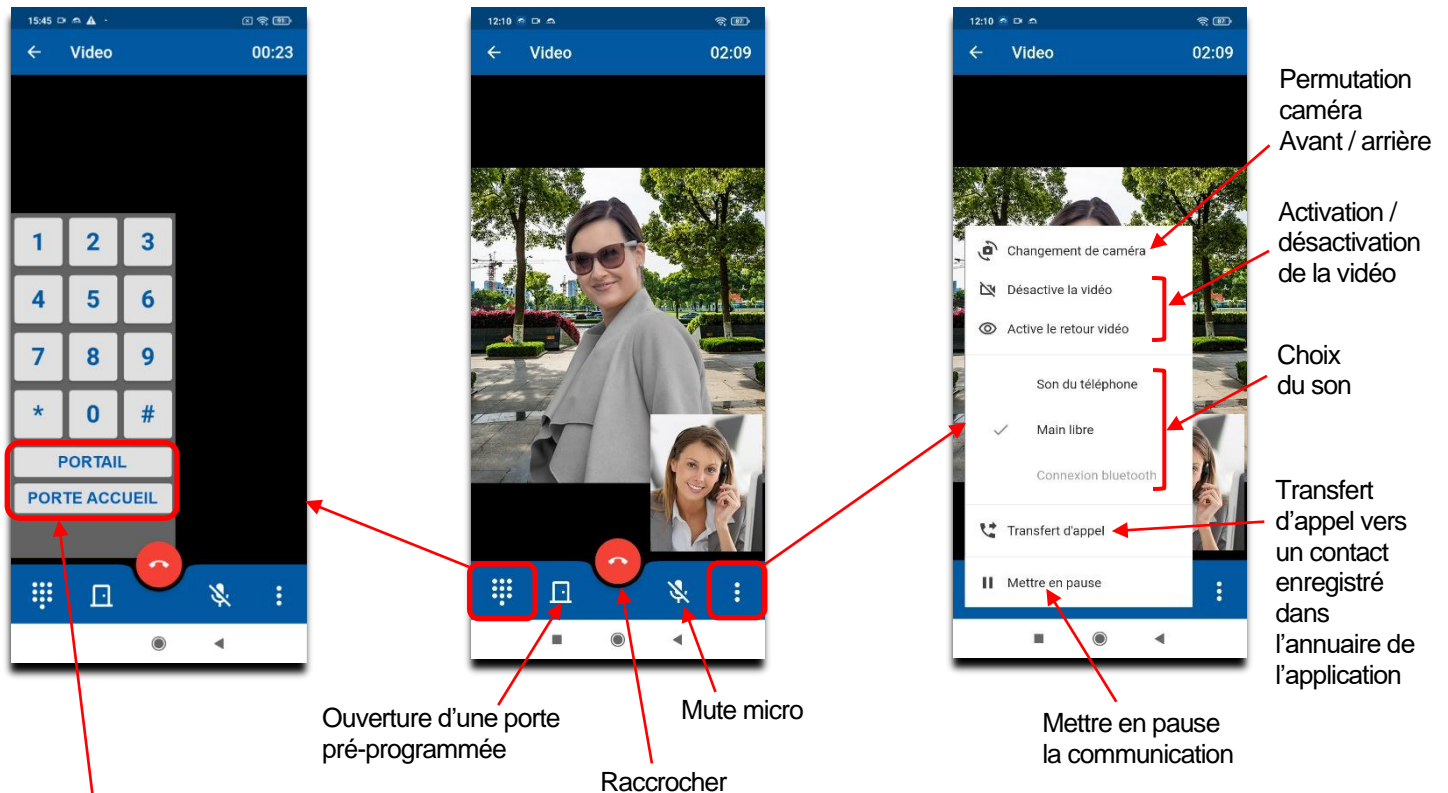 15:45
91
Video
00:23
1 2 3
4 5 6
7 8 9
* 0 #
PORTAIL
PORTE ACCUEIL
12:10
87
Video
02:09
Ouverture d’une porte
pré-programmée
Raccrocher
Mute micro
12:10
87
Video
02:09
Changement de caméra
Désactive la vidéo
Active le retour vidéo
Son du téléphone
Main libre
Connexion bluetooth
Transfert d'appel
Mettre en pause
Permutation
caméra
Avant / arrière
Activation /
désactivation
de la vidéo
Choix
du son
Transfert
d’appel vers
un contact
enregistré
dans
l’annuaire de
l’application
Mettre en pause
la communication